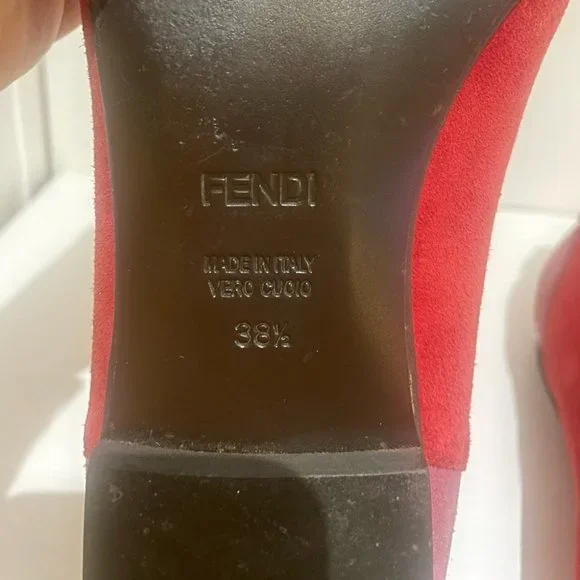 FENDI
MADE IN ITALY
VERO CUOIO
38½